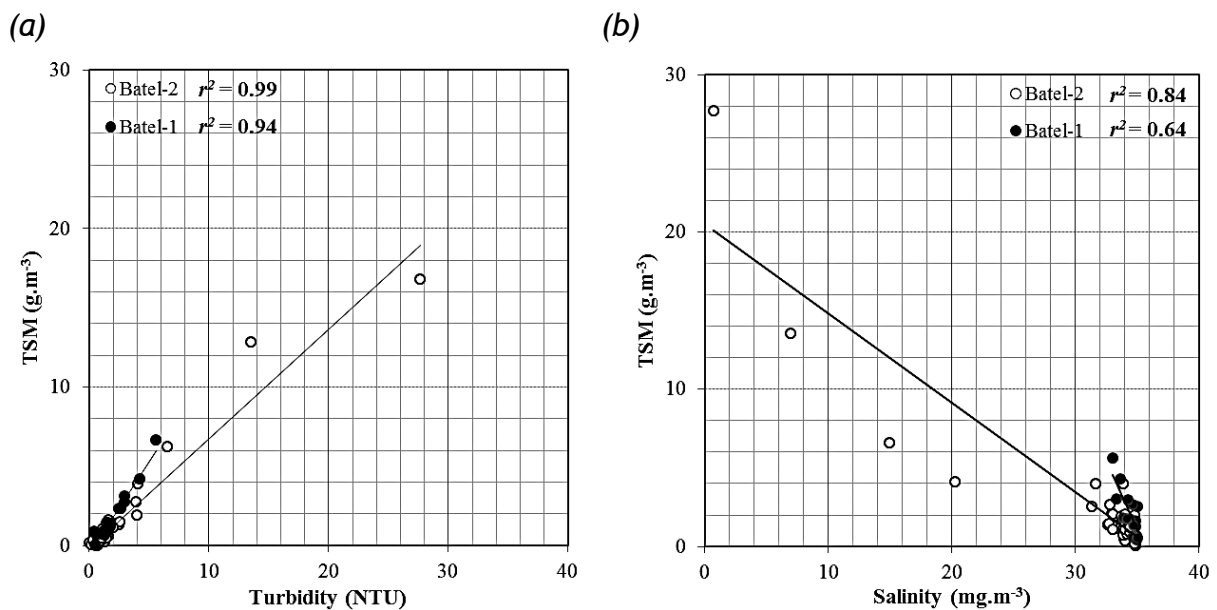 (a)
30
Batel-2 r² = 0.99
Batel-1 r² = 0.94
20
10
0
TSM (g.m⁻³)
0 10 20 30 40
Turbidity (NTU)
(b)
30
Batel-2 r² = 0.84
Batel-1 r² = 0.64
20
10
0
TSM (g.m⁻³)
0 10 20 30 40
Salinity (mg.m⁻³)